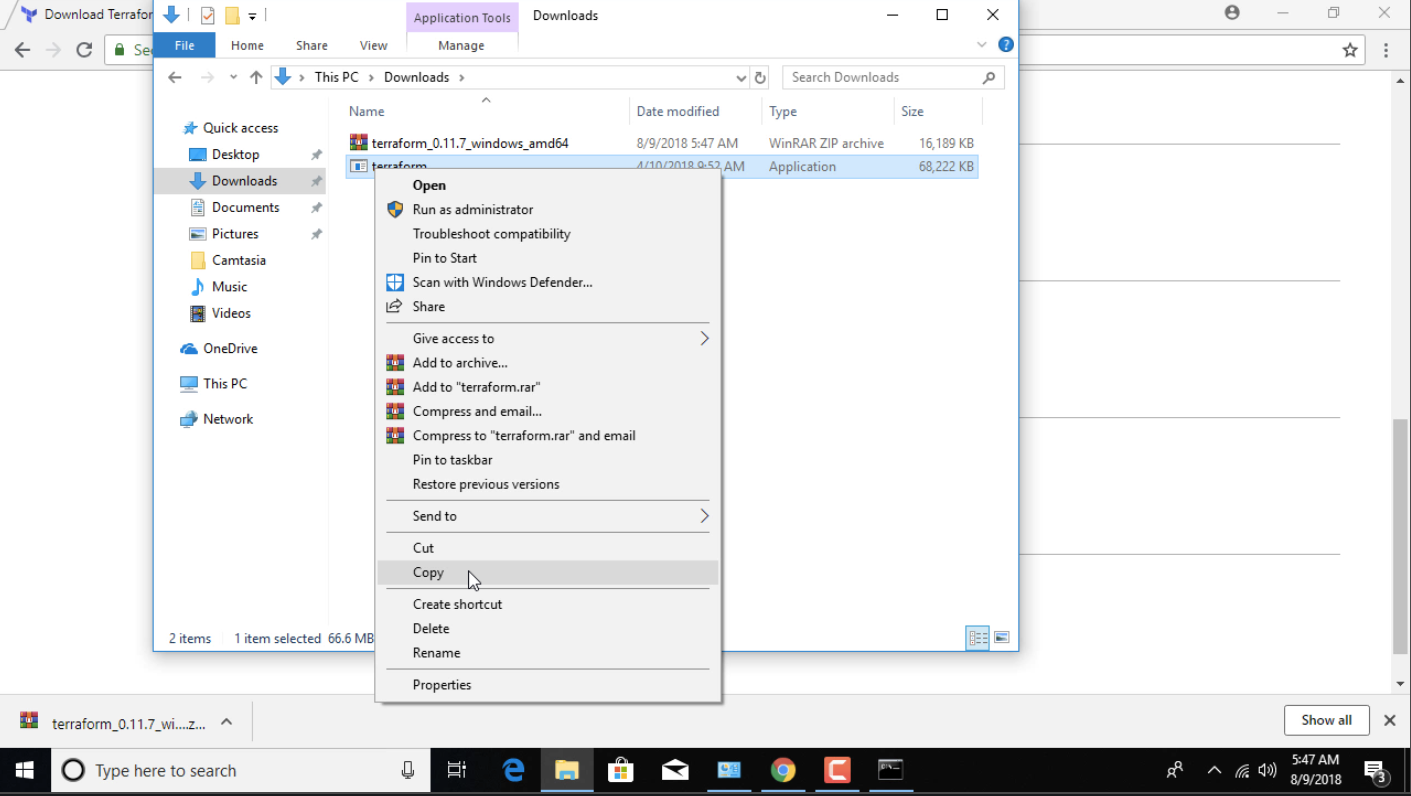 Download Terrafor
Application Tools
Downloads
File
Home
Share
View
Manage
Sec
This PC
Downloads
Search Downloads
Name
Date modified
Type
Size
terraform_0.11.7_windows_amd64
8/9/2018 5:47 AM
WinRAR ZIP archive
16,189 KB
terraform
4/10/2018 9:52 AM
Application
68,222 KB
Quick access
Desktop
Downloads
Documents
Pictures
Camtasia
Music
Videos
OneDrive
This PC
Network
Open
Run as administrator
Troubleshoot compatibility
Pin to Start
Scan with Windows Defender...
Share
Give access to
Add to archive...
Add to "terraform.rar"
Compress and email...
Compress to "terraform.rar" and email
Pin to taskbar
Restore previous versions
Send to
Cut
Copy
Create shortcut
Delete
Rename
Properties
2 items
1 item selected 66.6 MB
terraform_0.11.7_wi....z...
Show all
Type here to search
5:47 AM
8/9/2018
3